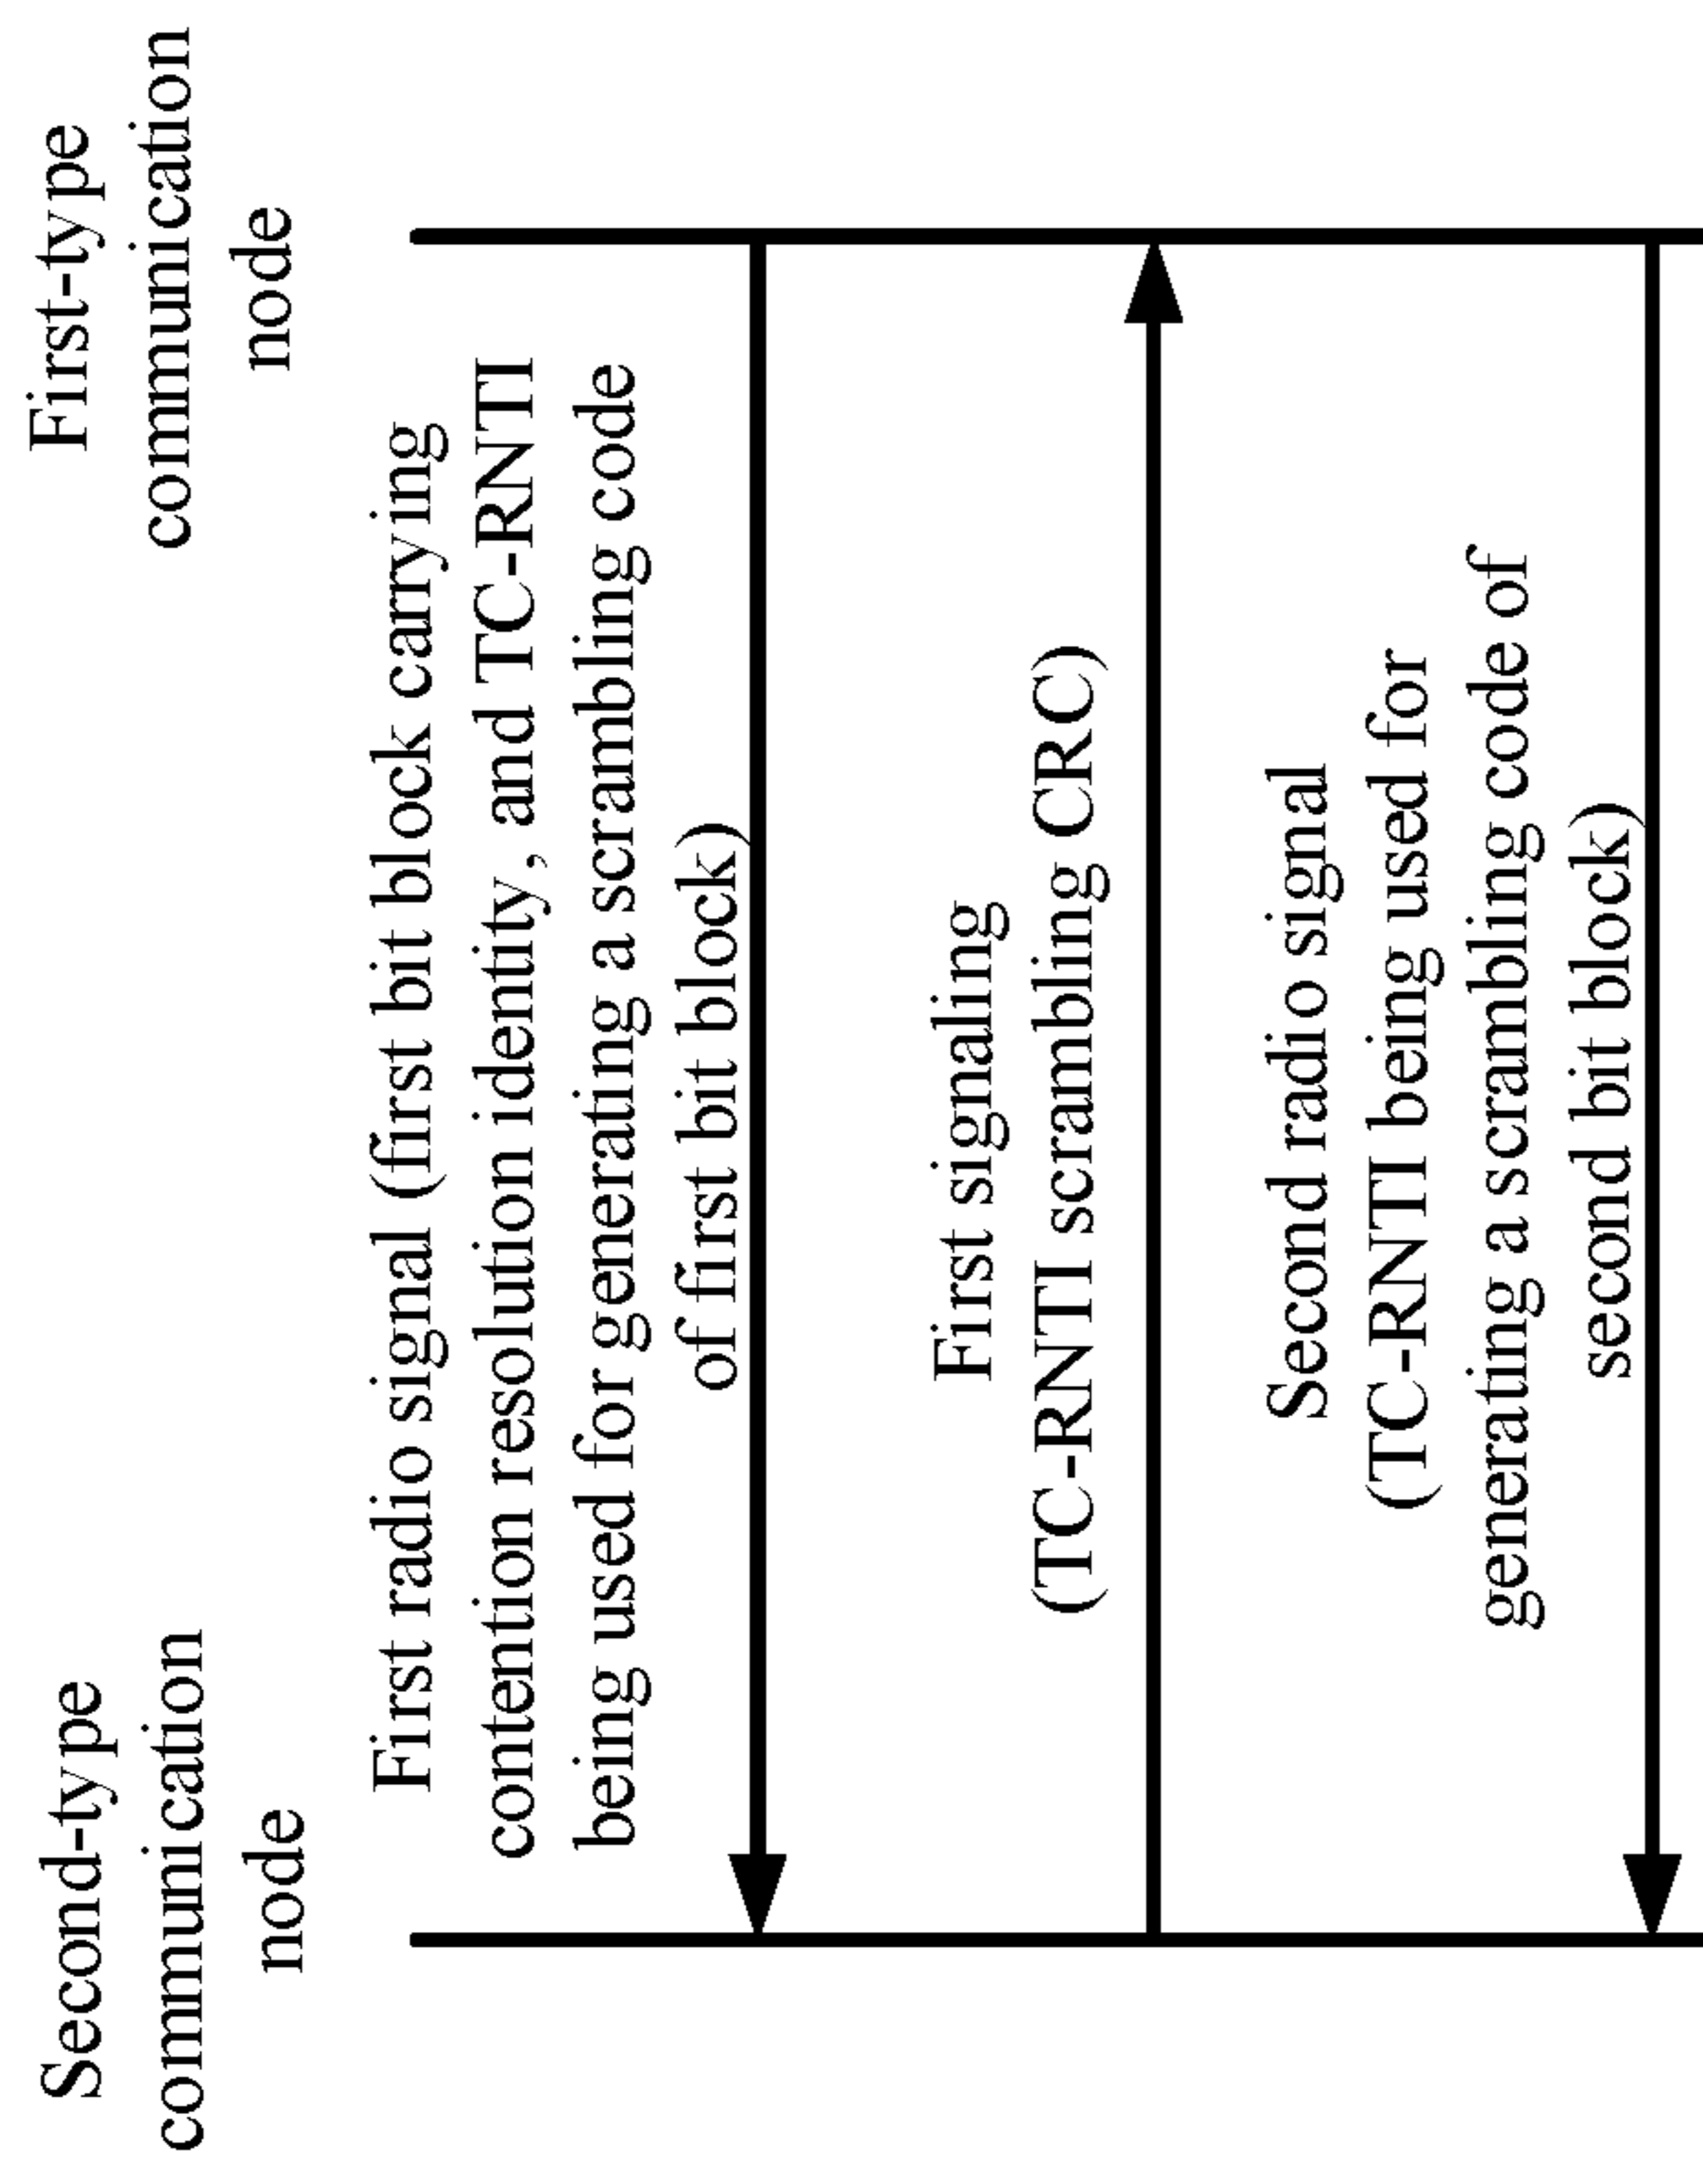 Second-type
communication
node
First-type
communication
node
First radio signal (first bit block carrying
contention resolution identity, and TC-RNTI
being used for generating a scrambling code
of first bit block)
First signaling
(TC-RNTI scrambling CRC)
Second radio signal
(TC-RNTI being used for
generating a scrambling code of
second bit block)